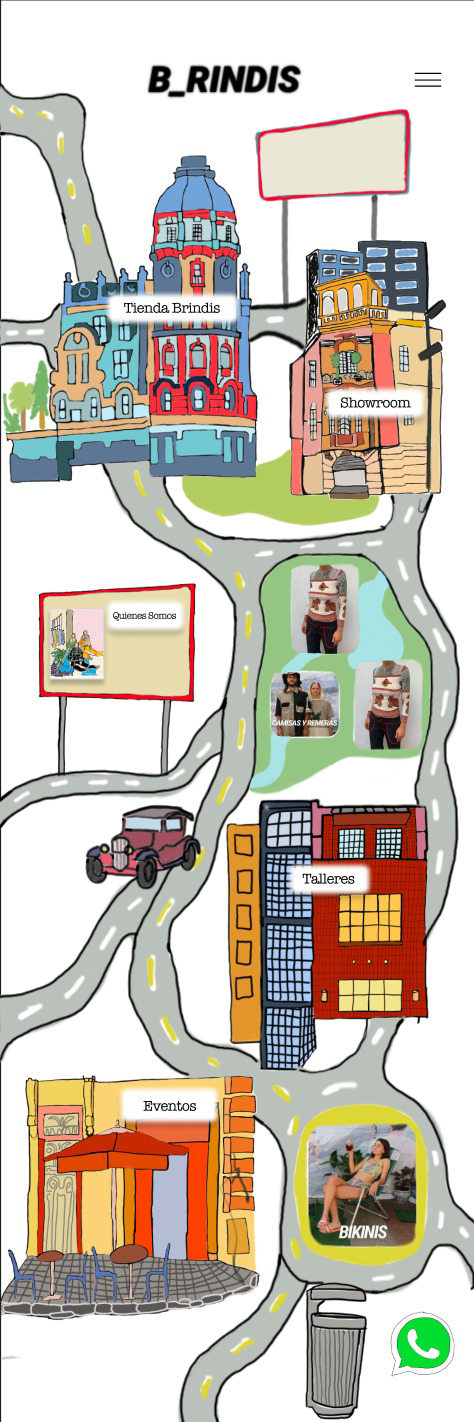 B_RINDIS
Tienda Brindis
Showroom
Quienes Somos
CAMISAS Y REMERAS
Talleres
Eventos
BIKINIS